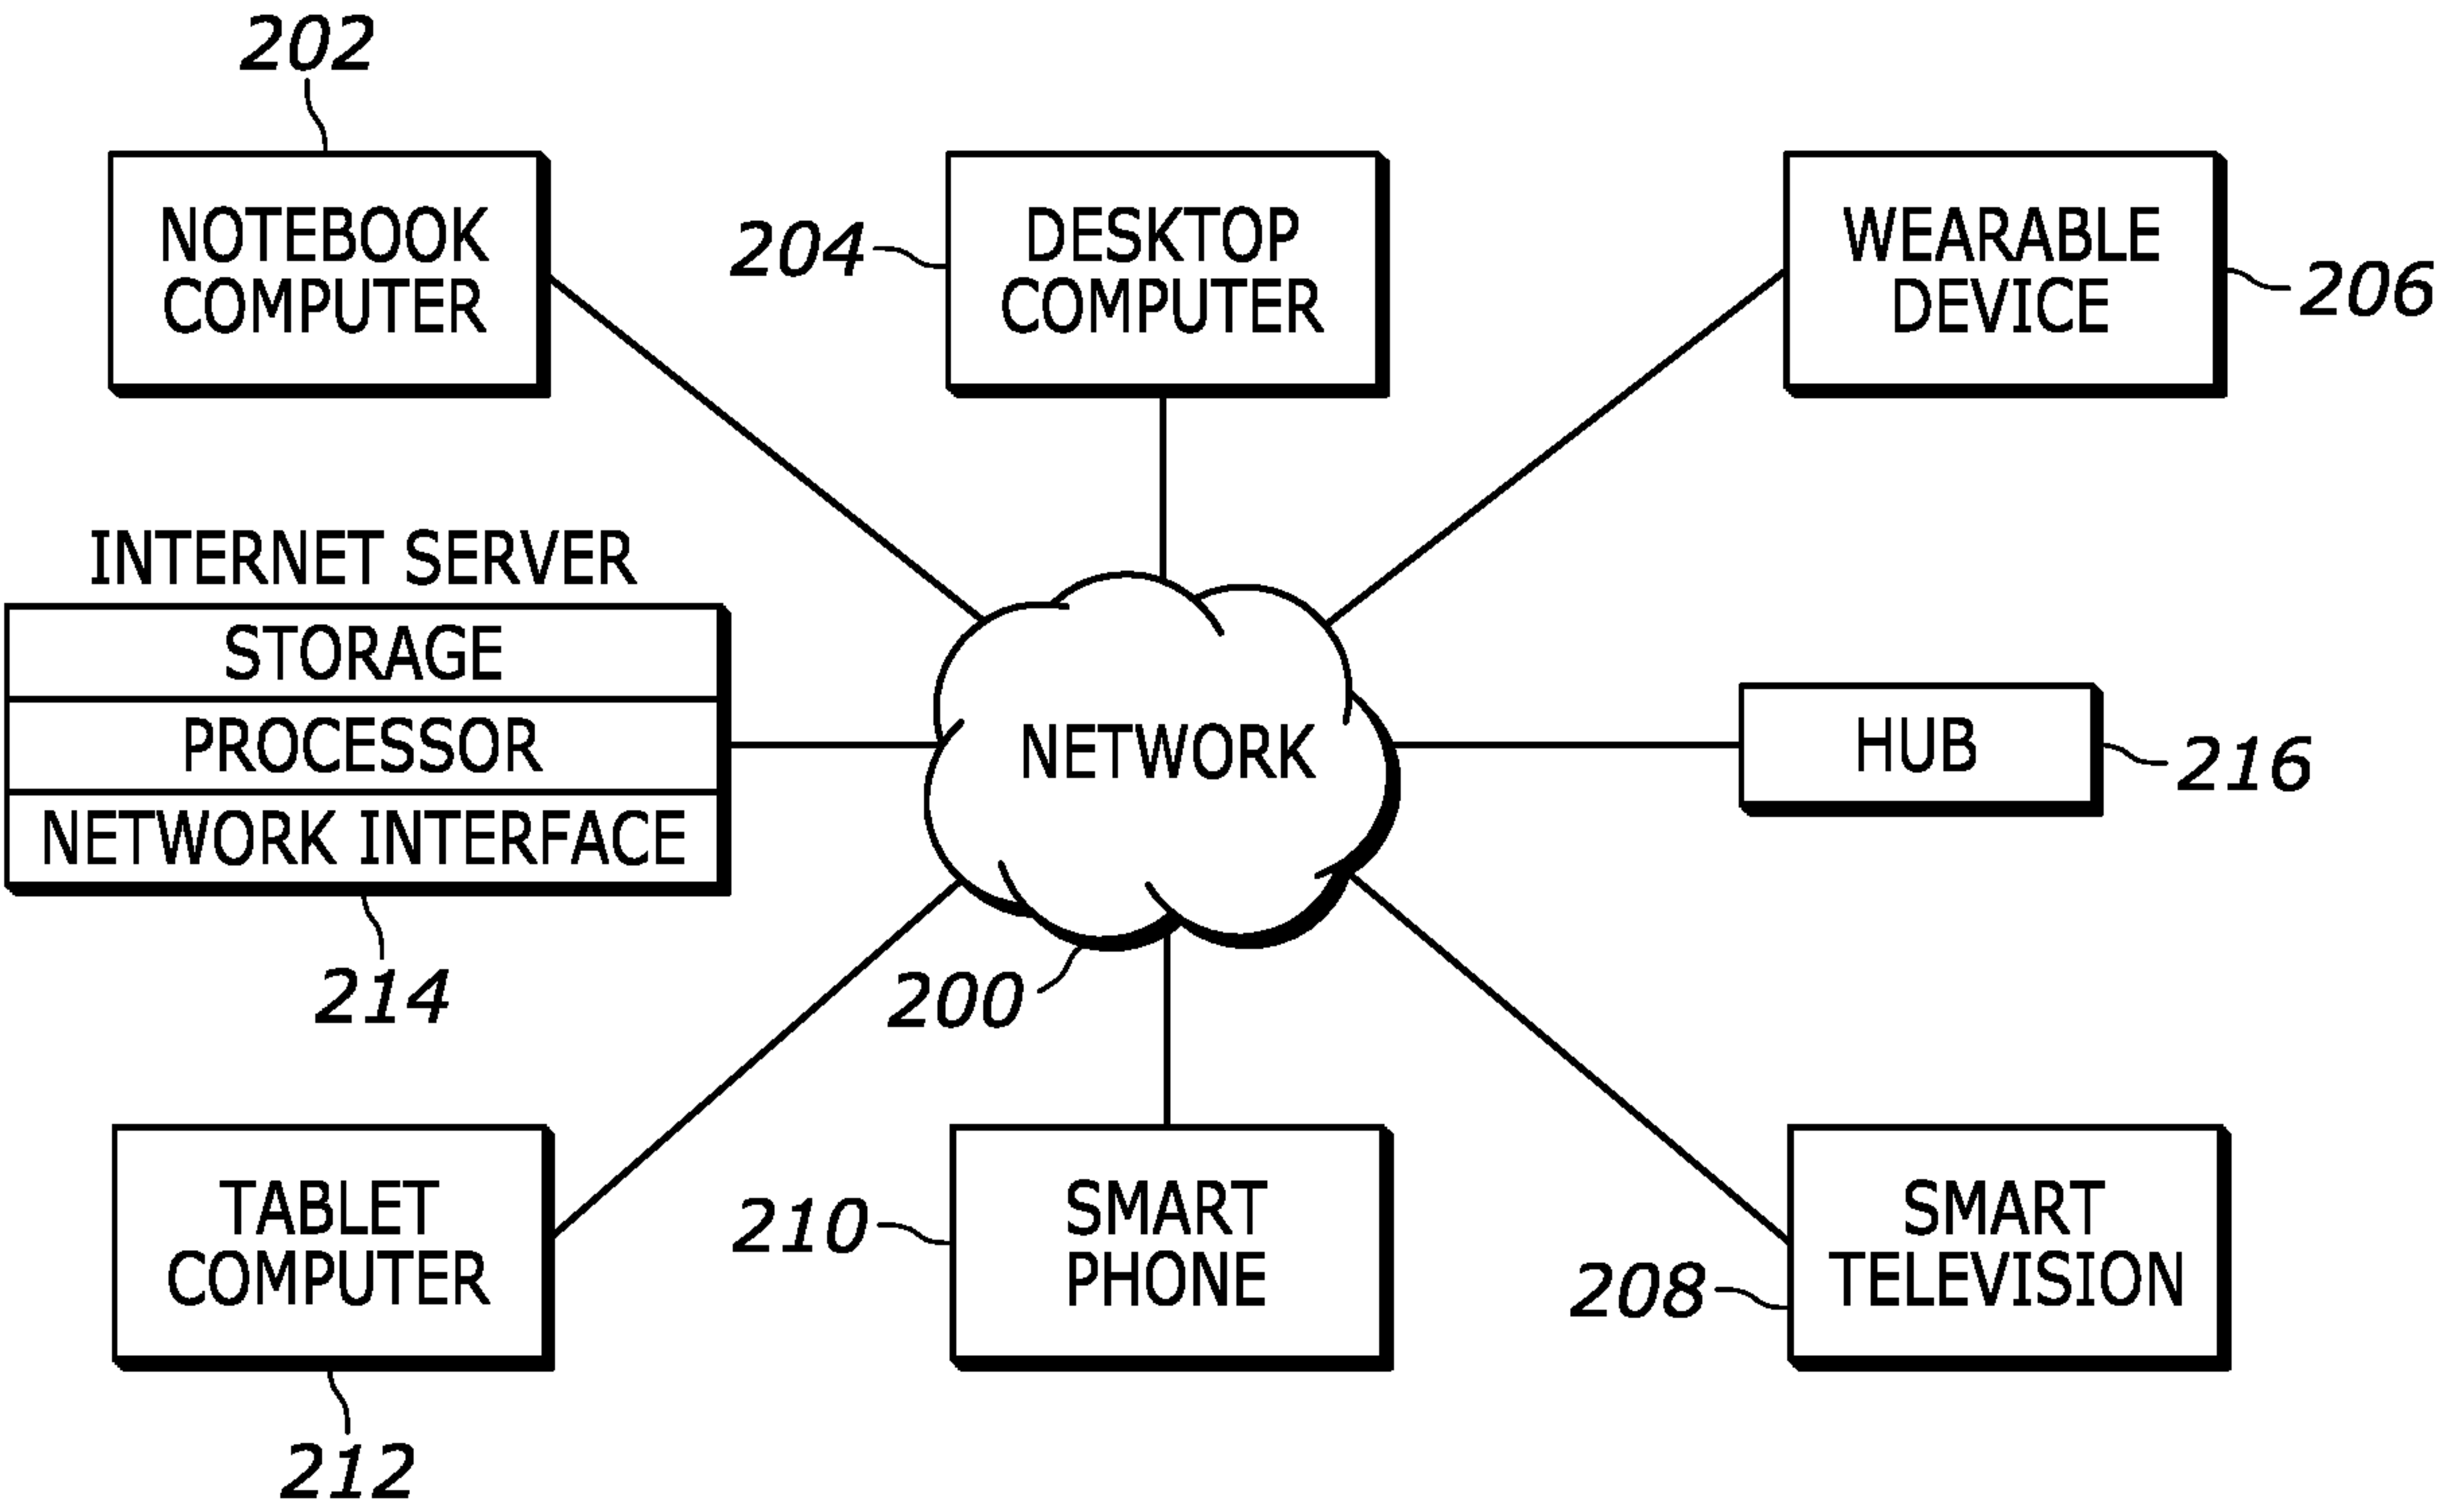 202
NOTEBOOK
COMPUTER
204
DESKTOP
COMPUTER
WEARABLE
DEVICE
206
INTERNET SERVER
STORAGE
PROCESSOR
NETWORK INTERFACE
214
NETWORK
200
HUB
216
TABLET
COMPUTER
212
210
SMART
PHONE
208
SMART
TELEVISION